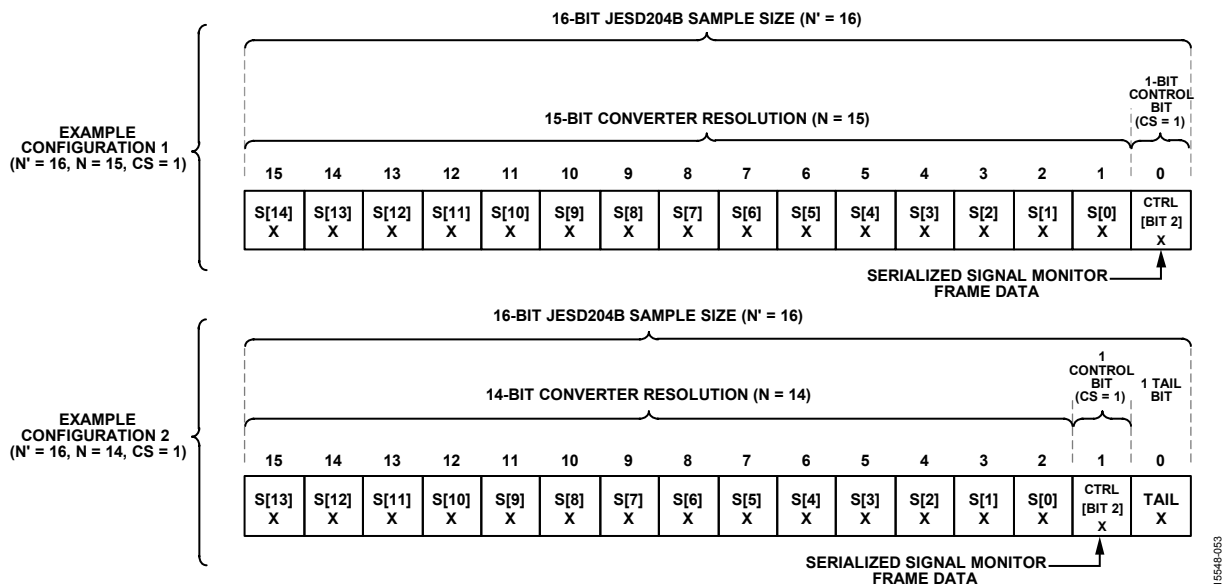 16-BIT JESD204B SAMPLE SIZE (N' = 16)
1-BIT
CONTROL
BIT
(CS = 1)
15-BIT CONVERTER RESOLUTION (N = 15)
EXAMPLE
CONFIGURATION 1
(N' = 16, N = 15, CS = 1)
15 14 13 12 11 10 9 8 7 6 5 4 3 2 1 0
S[14] S[13] S[12] S[11] S[10] S[9] S[8] S[7] S[6] S[5] S[4] S[3] S[2] S[1] S[0] CTRL
[BIT 2]
X X X X X X X X X X X X X X X X
SERIALIZED SIGNAL MONITOR
FRAME DATA
16-BIT JESD204B SAMPLE SIZE (N' = 16)
1
CONTROL
BIT
(CS = 1)
1 TAIL
BIT
14-BIT CONVERTER RESOLUTION (N = 14)
EXAMPLE
CONFIGURATION 2
(N' = 16, N = 14, CS = 1)
15 14 13 12 11 10 9 8 7 6 5 4 3 2 1 0
S[13] S[12] S[11] S[10] S[9] S[8] S[7] S[6] S[5] S[4] S[3] S[2] S[1] S[0] CTRL TAIL
[BIT 2]
X X X X X X X X X X X X X X X X
SERIALIZED SIGNAL MONITOR
FRAME DATA
15548-053